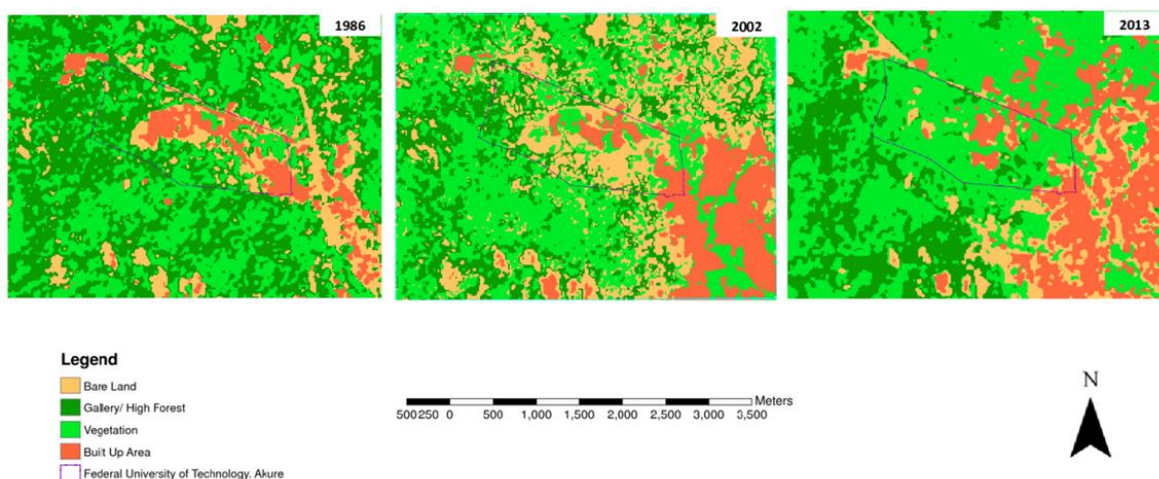 1986
2002
2013
Legend
Bare Land
Gallery/ High Forest
Vegetation
Built Up Area
Federal University of Technology, Akure
500250 0 500 1,000 1,500 2,000 2,500 3,000 3,500 Meters
N